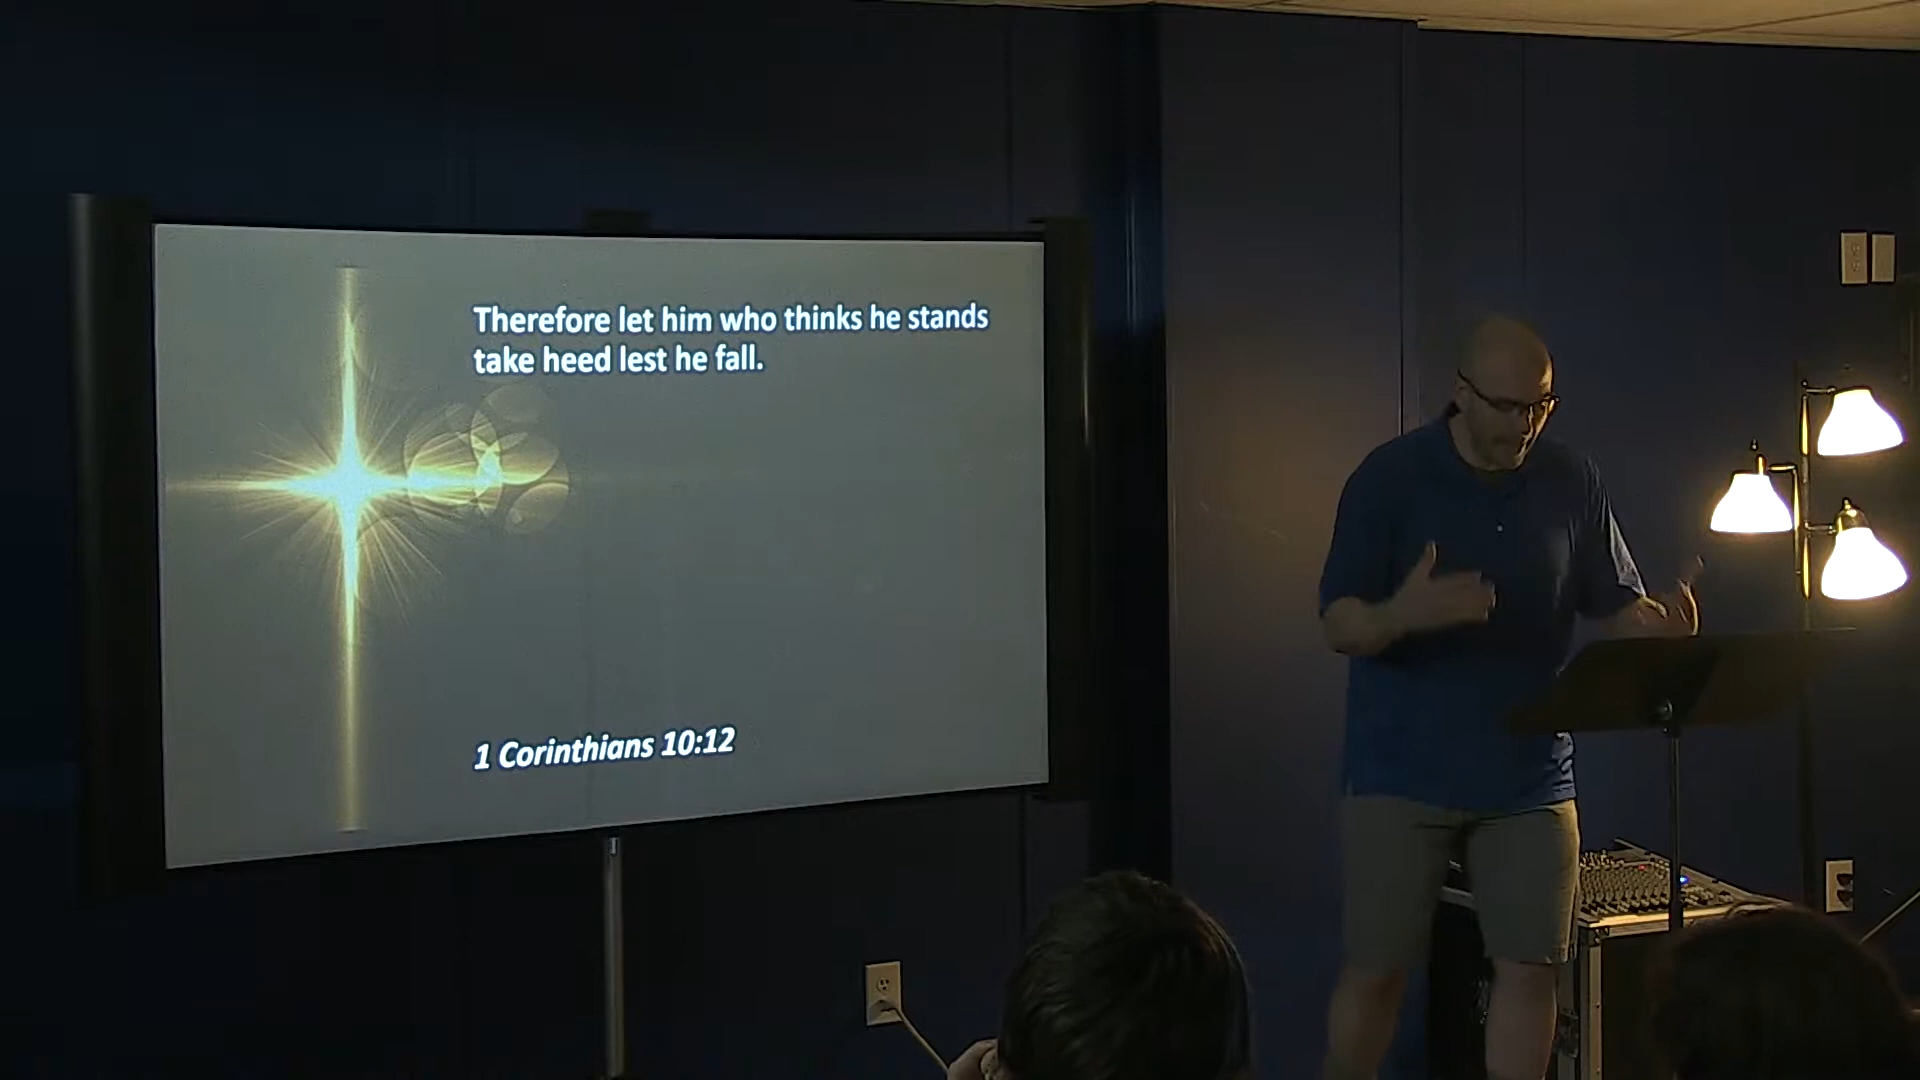 Therefore let him who thinks he stands
take heed lest he fall.
1 Corinthians 10:12